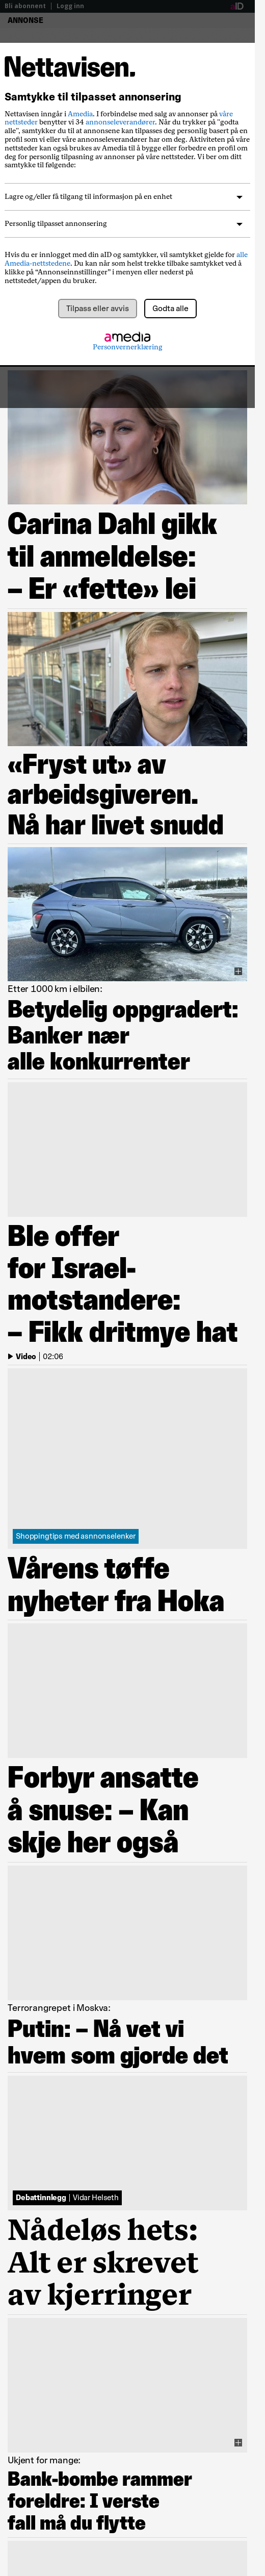 Bli abonnent | Logg inn
aID
ANNONSE
Nettavisen.
Samtykke til tilpasset annonsering
Nettavisen inngår i Amedia. I forbindelse med salg av annonser på våre
nettsteder benytter vi 34 annonseleverandører. Når du trykker på "godta
alle", samtykker du til at annonsene kan tilpasses deg personlig basert på en
profil som vi eller våre annonseleverandører har om deg. Aktiviteten på våre
nettsteder kan også brukes av Amedia til å bygge eller forbedre en profil om
deg for personlig tilpasning av annonser på våre nettsteder. Vi ber om ditt
samtykke til følgende:
Lagre og/eller få tilgang til informasjon på en enhet
Personlig tilpasset annonsering
Hvis du er innlogget med din aID og samtykker, vil samtykket gjelde for alle
Amedia-nettstedene. Du kan når som helst trekke tilbake samtykket ved å
klikke på “Annonseinnstillinger” i menyen eller nederst på
nettstedet/appen du bruker.
Tilpass eller avvis
Godta alle
amedia
Personvernerklæring
Carina Dahl gikk
til anmeldelse:
– Er «fette» lei
«Fryst ut» av
arbeidsgiveren.
Nå har livet snudd
Etter 1000 km i elbilen:
Betydelig oppgradert:
Banker nær
alle konkurrenter
Ble offer
for Israel-
motstandere:
– Fikk dritmye hat
Video | 02:06
Shoppingtips med asnnonselenker
Vårens tøffe
nyheter fra Hoka
Forbyr ansatte
å snuse: – Kan
skje her også
Terrorangrepet i Moskva:
Putin: – Nå vet vi
hvem som gjorde det
Debattinnlegg | Vidar Helseth
Nådeløs hets:
Alt er skrevet
av kjerringer
Ukjent for mange:
Bank-bombe rammer
foreldre: I verste
fall må du flytte